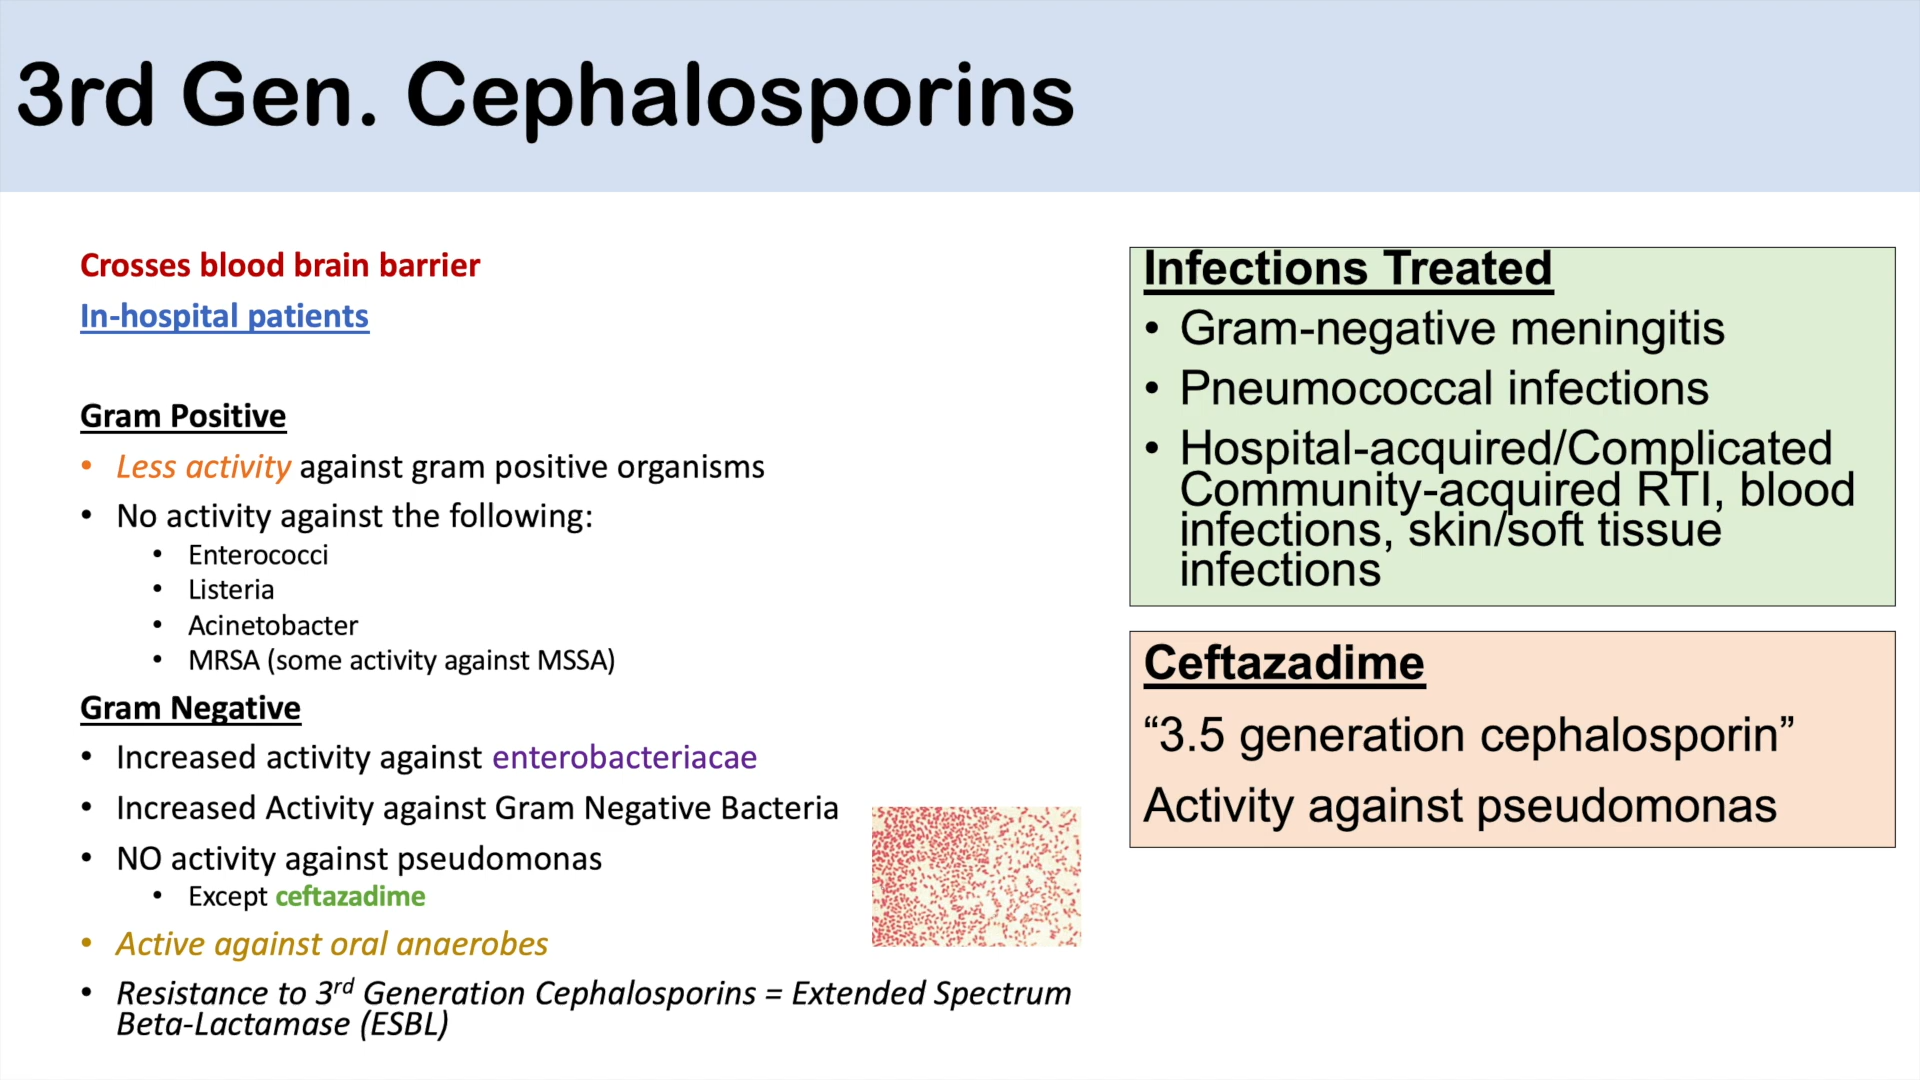 3rd Gen. Cephalosporins
Crosses blood brain barrier
In-hospital patients
Gram Positive
• Less activity against gram positive organisms
• No activity against the following:
• Enterococci
• Listeria
• Acinetobacter
• MRSA (some activity against MSSA)
Gram Negative
• Increased activity against enterobacteriacae
• Increased Activity against Gram Negative Bacteria
• NO activity against pseudomonas
• Except ceftazadime
• Active against oral anaerobes
• Resistance to 3rd Generation Cephalosporins = Extended Spectrum
Beta-Lactamase (ESBL)
Infections Treated
• Gram-negative meningitis
• Pneumococcal infections
• Hospital-acquired/Complicated
Community-acquired RTI, blood
infections, skin/soft tissue
infections
Ceftazadime
“3.5 generation cephalosporin”
Activity against pseudomonas